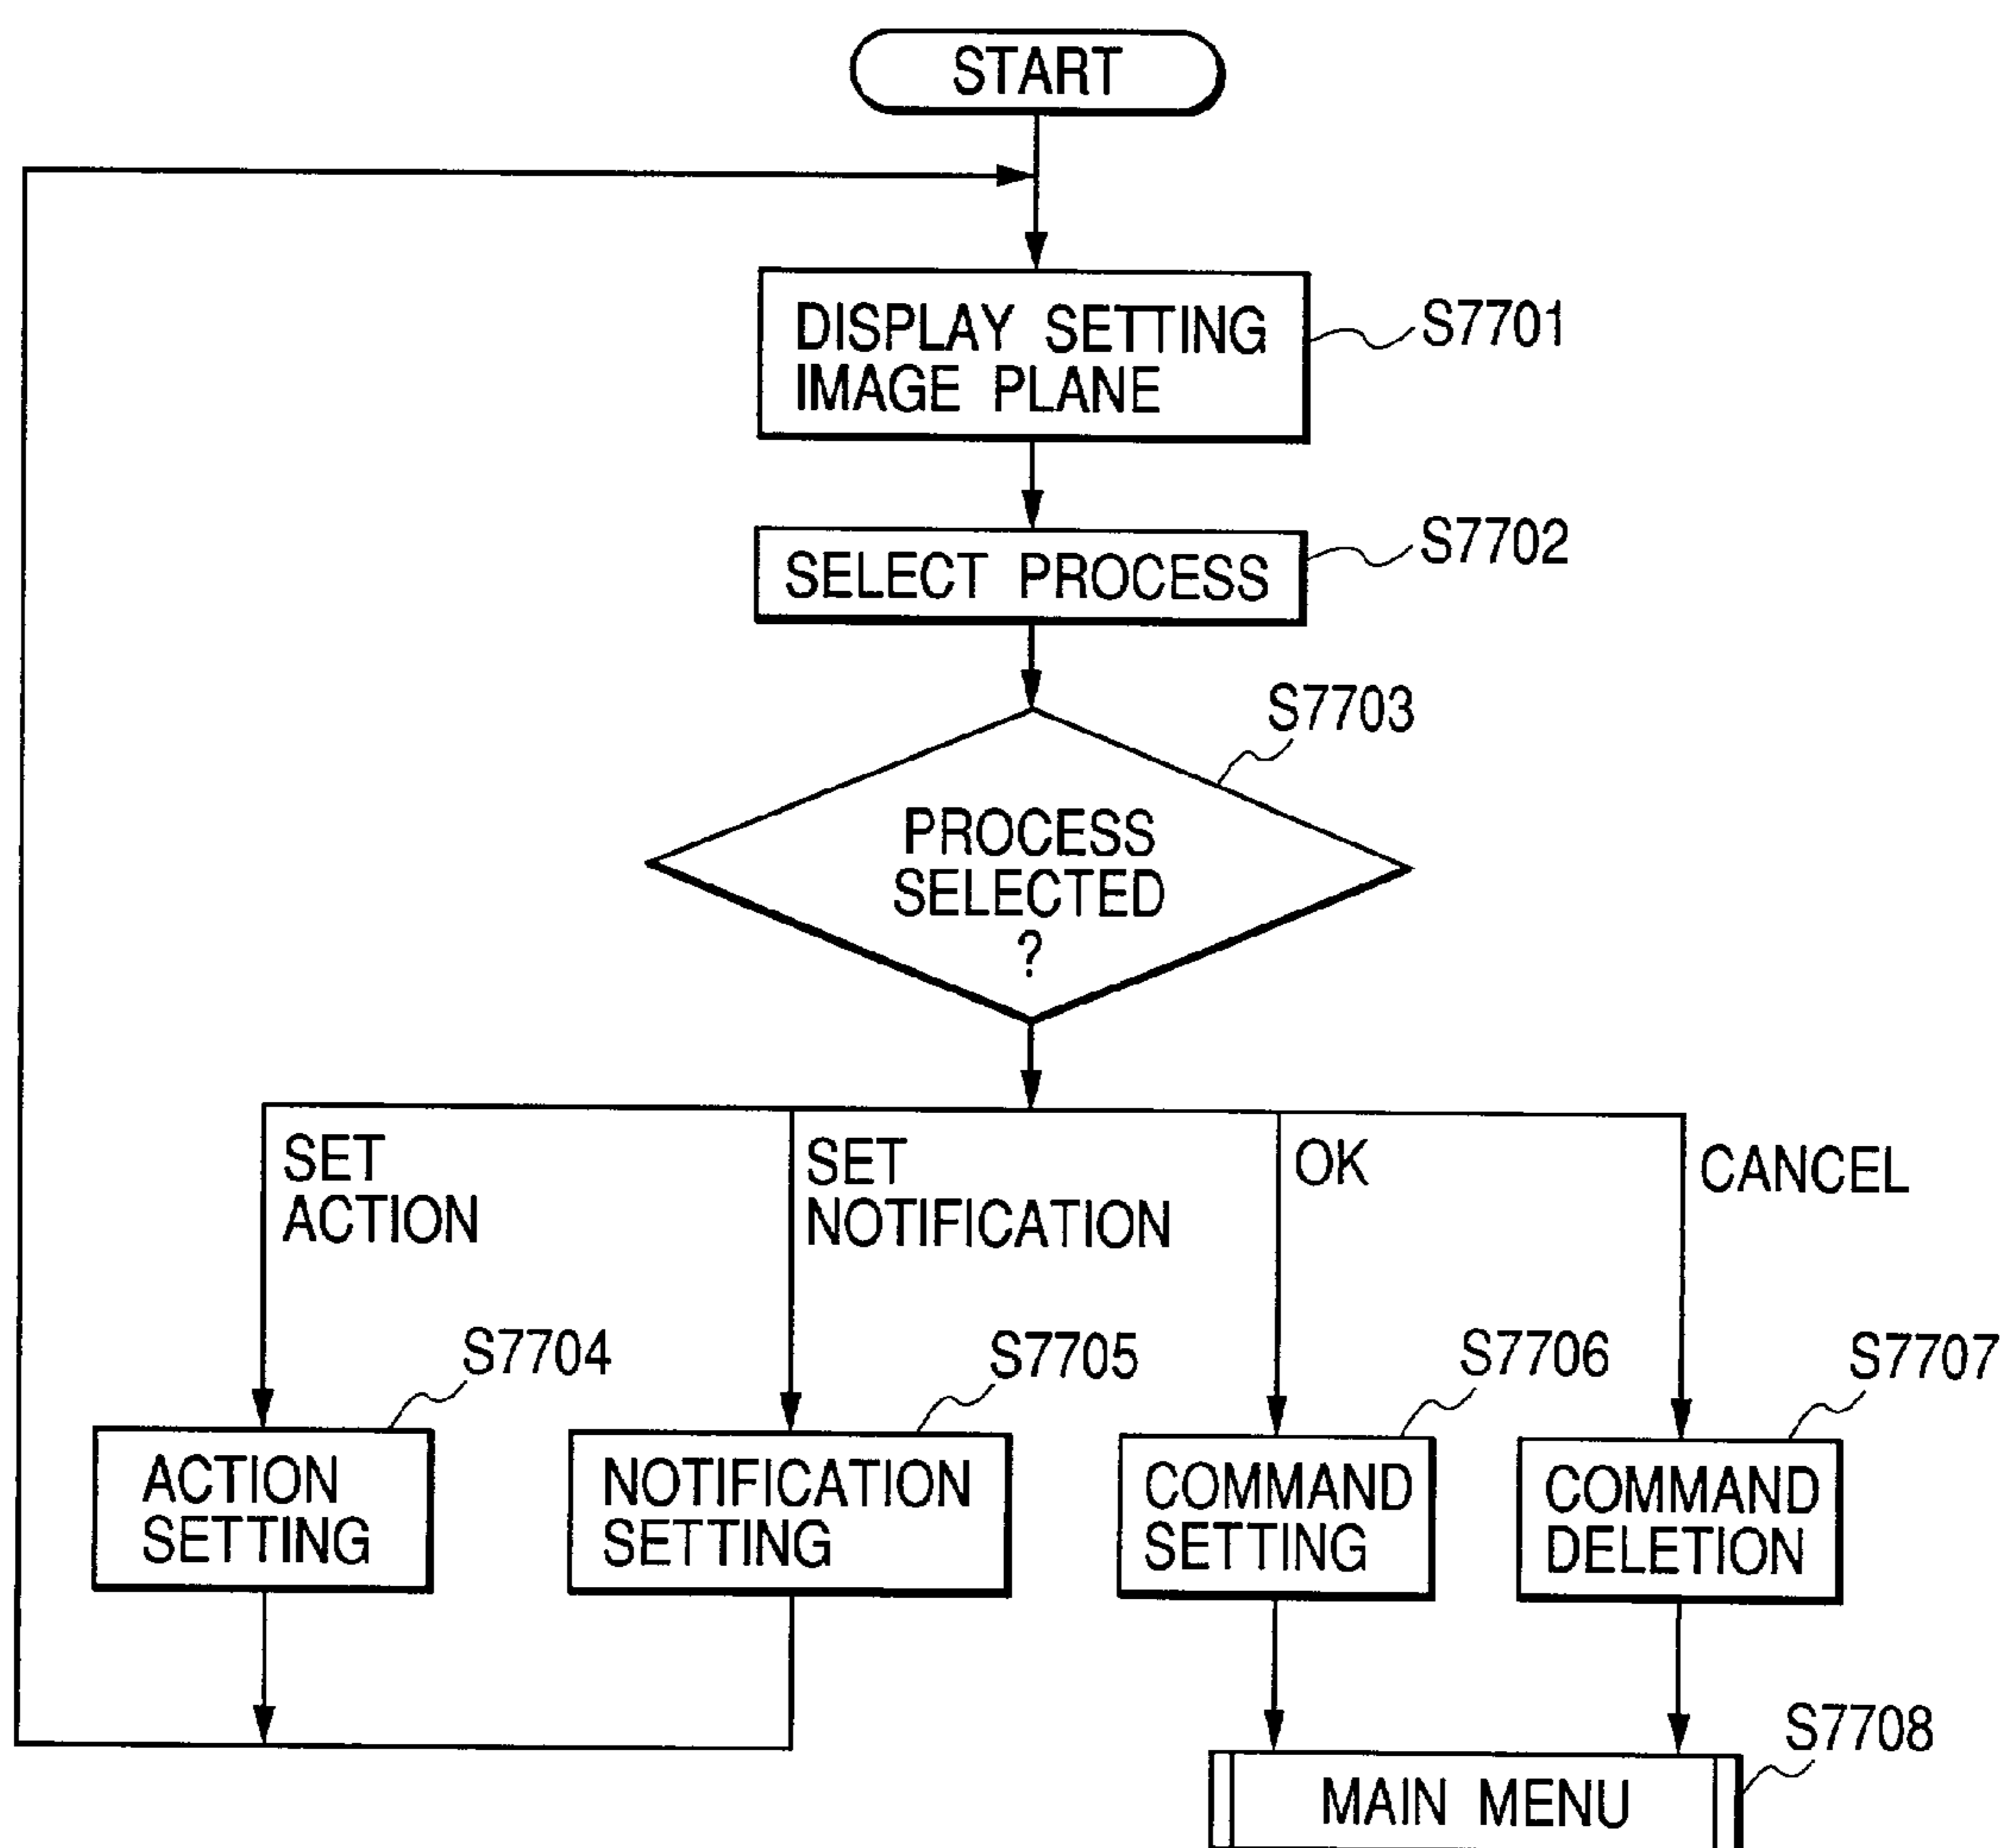 START
DISPLAY SETTING
IMAGE PLANE
S7701
SELECT PROCESS
S7702
S7703
PROCESS
SELECTED
?
SET
ACTION
SET
NOTIFICATION
OK
CANCEL
S7704
S7705
S7706
S7707
ACTION
SETTING
NOTIFICATION
SETTING
COMMAND
SETTING
COMMAND
DELETION
S7708
MAIN MENU